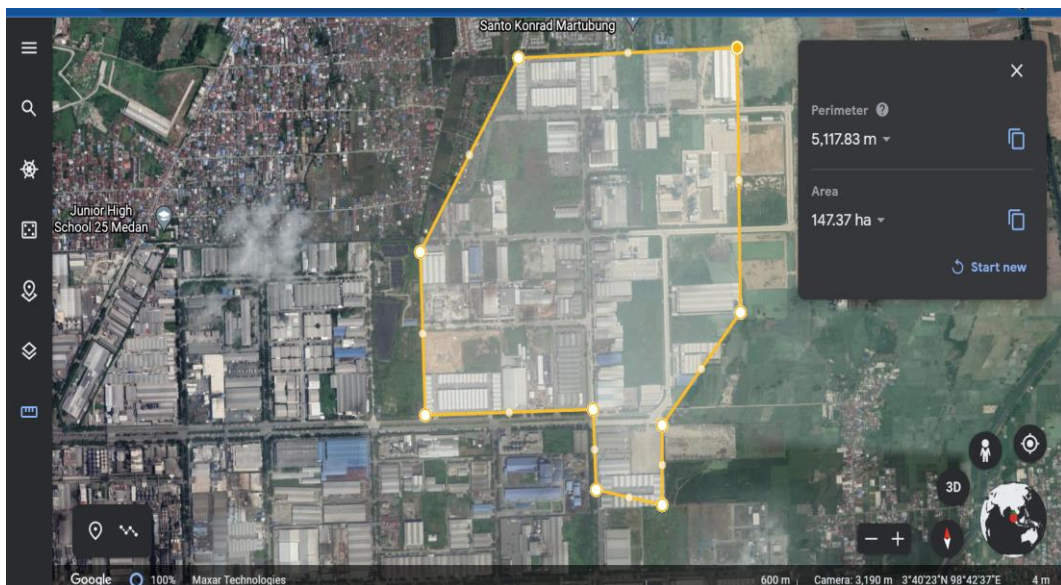 Santo Konrad Martubung
Junior High
School 25 Medan
Perimeter
5,117.83 m
Area
147.37 ha
Start new
3D
Google
100%
Maxar Technologies
600 m
Camera: 3,190 m
3°40'23"N 98°42'37"E
4 m